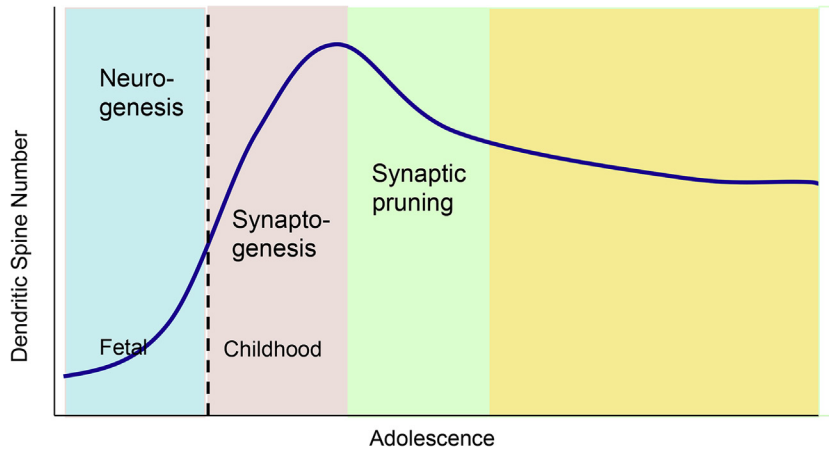 Dendritic Spine Number
Neuro-
genesis
Synapto-
genesis
Synaptic
pruning
Fetal
Childhood
Adolescence